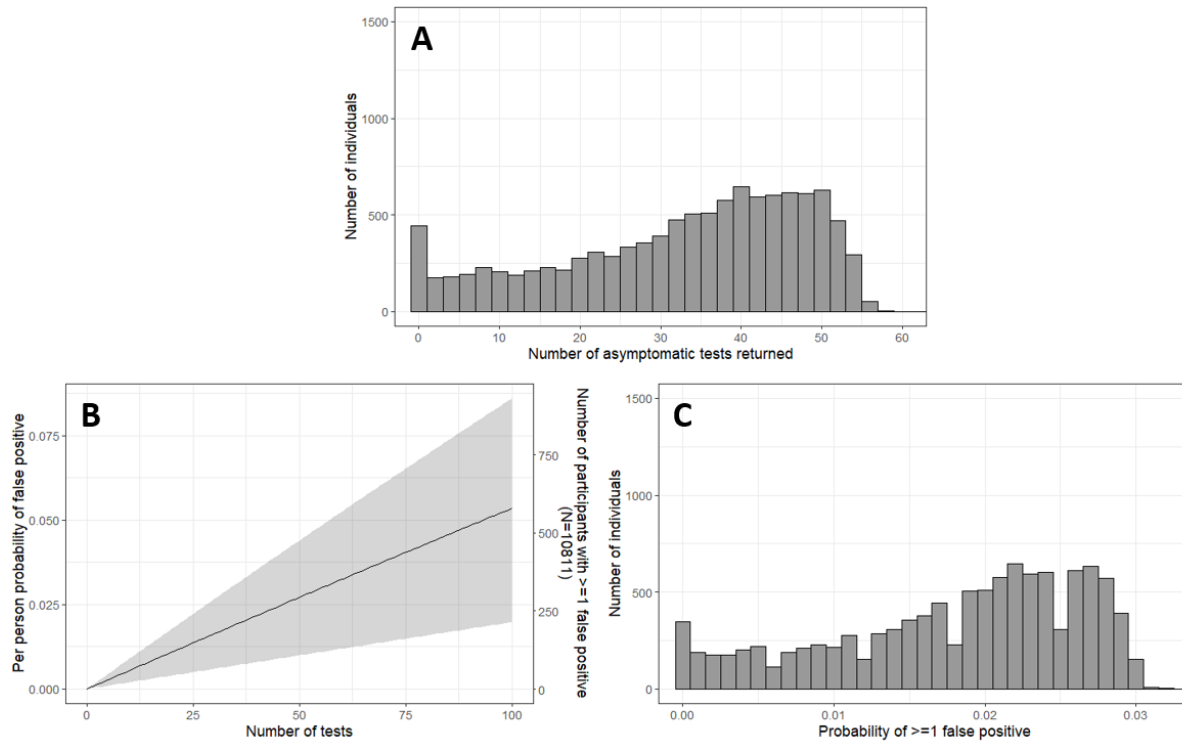 A
1500
1000
500
0
Number of individuals
0 10 20 30 40 50 60
Number of asymptomatic tests returned
B
0.075
0.050
0.025
0.000
Per person probability of false positive
0 25 50 75 100
Number of tests
750
500
250
0
Number of participants with >=1 false positive
(N=10811)
C
1500
1000
500
0
Number of individuals
0.00 0.01 0.02 0.03
Probability of >=1 false positive